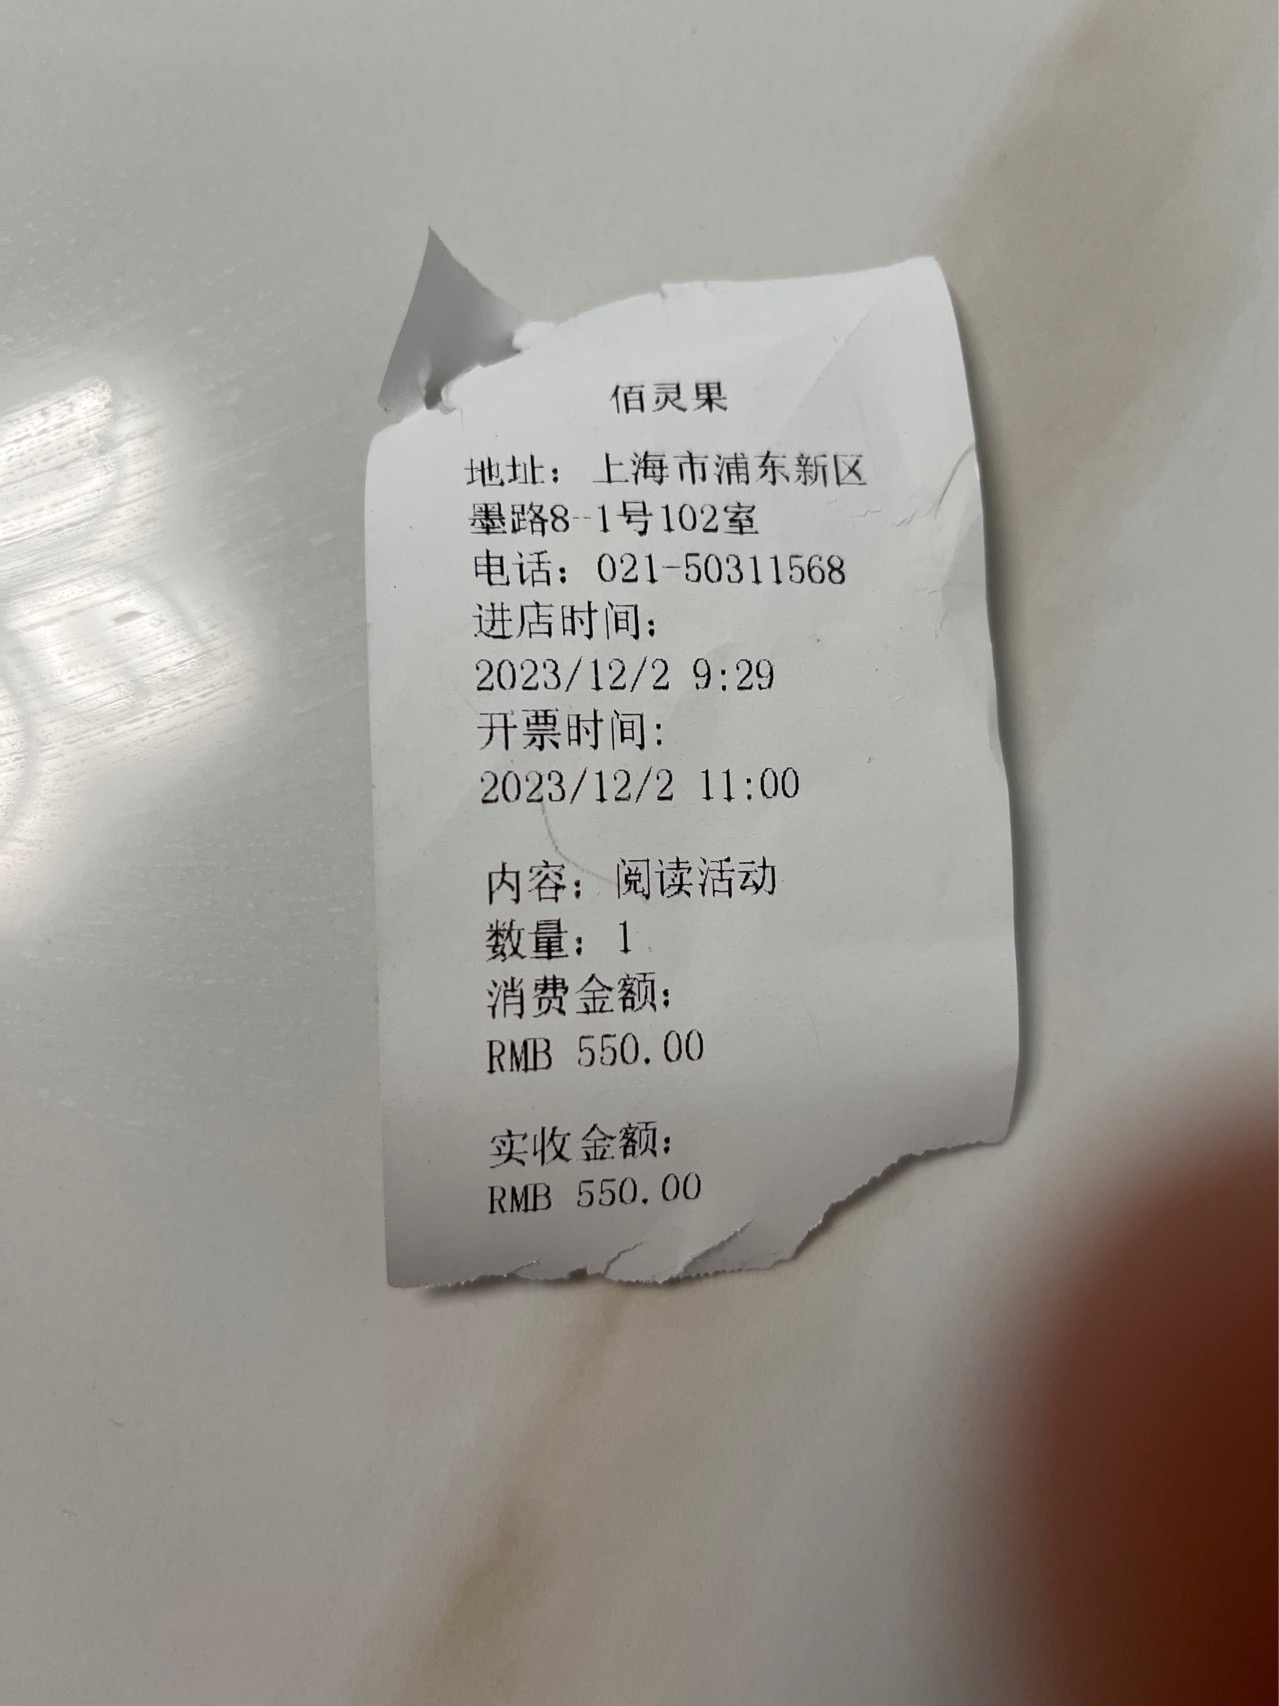 佰灵果
地址：上海市浦东新区
墨路8-1号102室
电话：021-50311568
进店时间：
2023/12/2 9:29
开票时间：
2023/12/2 11:00
内容：阅读活动
数量：1
消费金额：
RMB 550.00
实收金额：
RMB 550.00